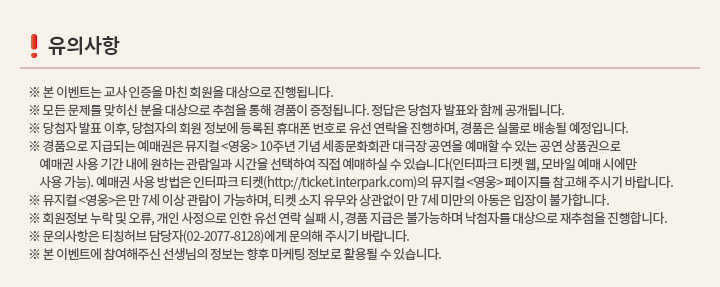 ❗ 유의사항
※ 본 이벤트는 교사 인증을 마친 회원을 대상으로 진행됩니다.
※ 모든 문제를 맞히신 분을 대상으로 추첨을 통해 경품이 증정됩니다. 정답은 당첨자 발표와 함께 공개됩니다.
※ 당첨자 발표 이후, 당첨자의 회원 정보에 등록된 휴대폰 번호로 유선 연락을 진행하며, 경품은 실물로 배송될 예정입니다.
※ 경품으로 지급되는 예매권은 뮤지컬 <영웅> 10주년 기념 세종문화회관 대극장 공연을 예매할 수 있는 공연 상품권으로
예매권 사용 기간 내에 원하는 관람일과 시간을 선택하여 직접 예매하실 수 있습니다(인터파크 티켓 웹, 모바일 예매 시에만
사용 가능). 예매권 사용 방법은 인터파크 티켓(http://ticket.interpark.com)의 뮤지컬 <영웅> 페이지를 참고해 주시기 바랍니다.
※ 뮤지컬 <영웅>은 만 7세 이상 관람이 가능하며, 티켓 소지 유무와 상관없이 만 7세 미만의 아동은 입장이 불가합니다.
※ 회원정보 누락 및 오류, 개인 사정으로 인한 유선 연락 실패 시, 경품 지급은 불가능하며 낙첨자를 대상으로 재추첨을 진행합니다.
※ 문의사항은 티칭허브 담당자(02-2077-8128)에게 문의해 주시기 바랍니다.
※ 본 이벤트에 참여해주신 선생님의 정보는 향후 마케팅 정보로 활용될 수 있습니다.